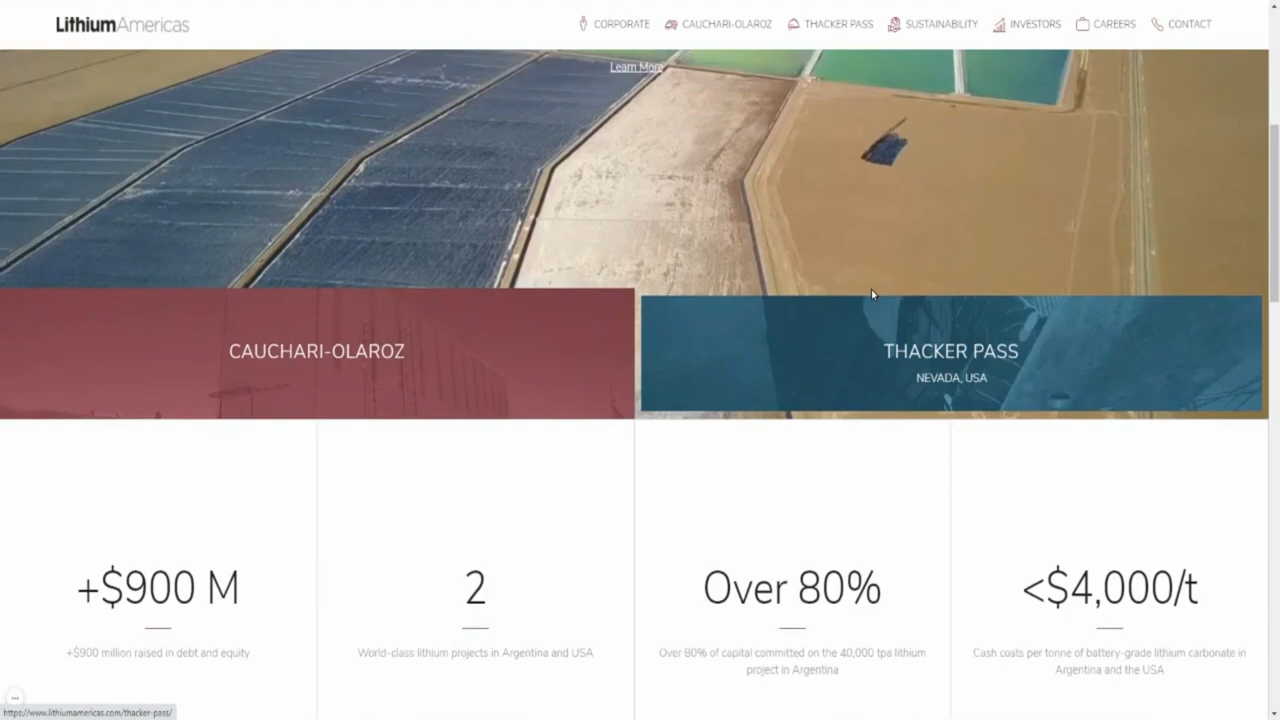 LithiumAmericas
CORPORATE
CAUCHARI-OLAROZ
THACKER PASS
SUSTAINABILITY
INVESTORS
CAREERS
CONTACT
Learn More
CAUCHARI-OLAROZ
THACKER PASS
NEVADA, USA
+$900 M
+$900 million raised in debt and equity
2
World-class lithium projects in Argentina and USA
Over 80%
Over 80% of capital committed on the 40,000 tpa lithium
project in Argentina
<$4,000/t
Cash costs per tonne of battery-grade lithium carbonate in
Argentina and the USA
https://www.lithiumamericas.com/thacker-pass/